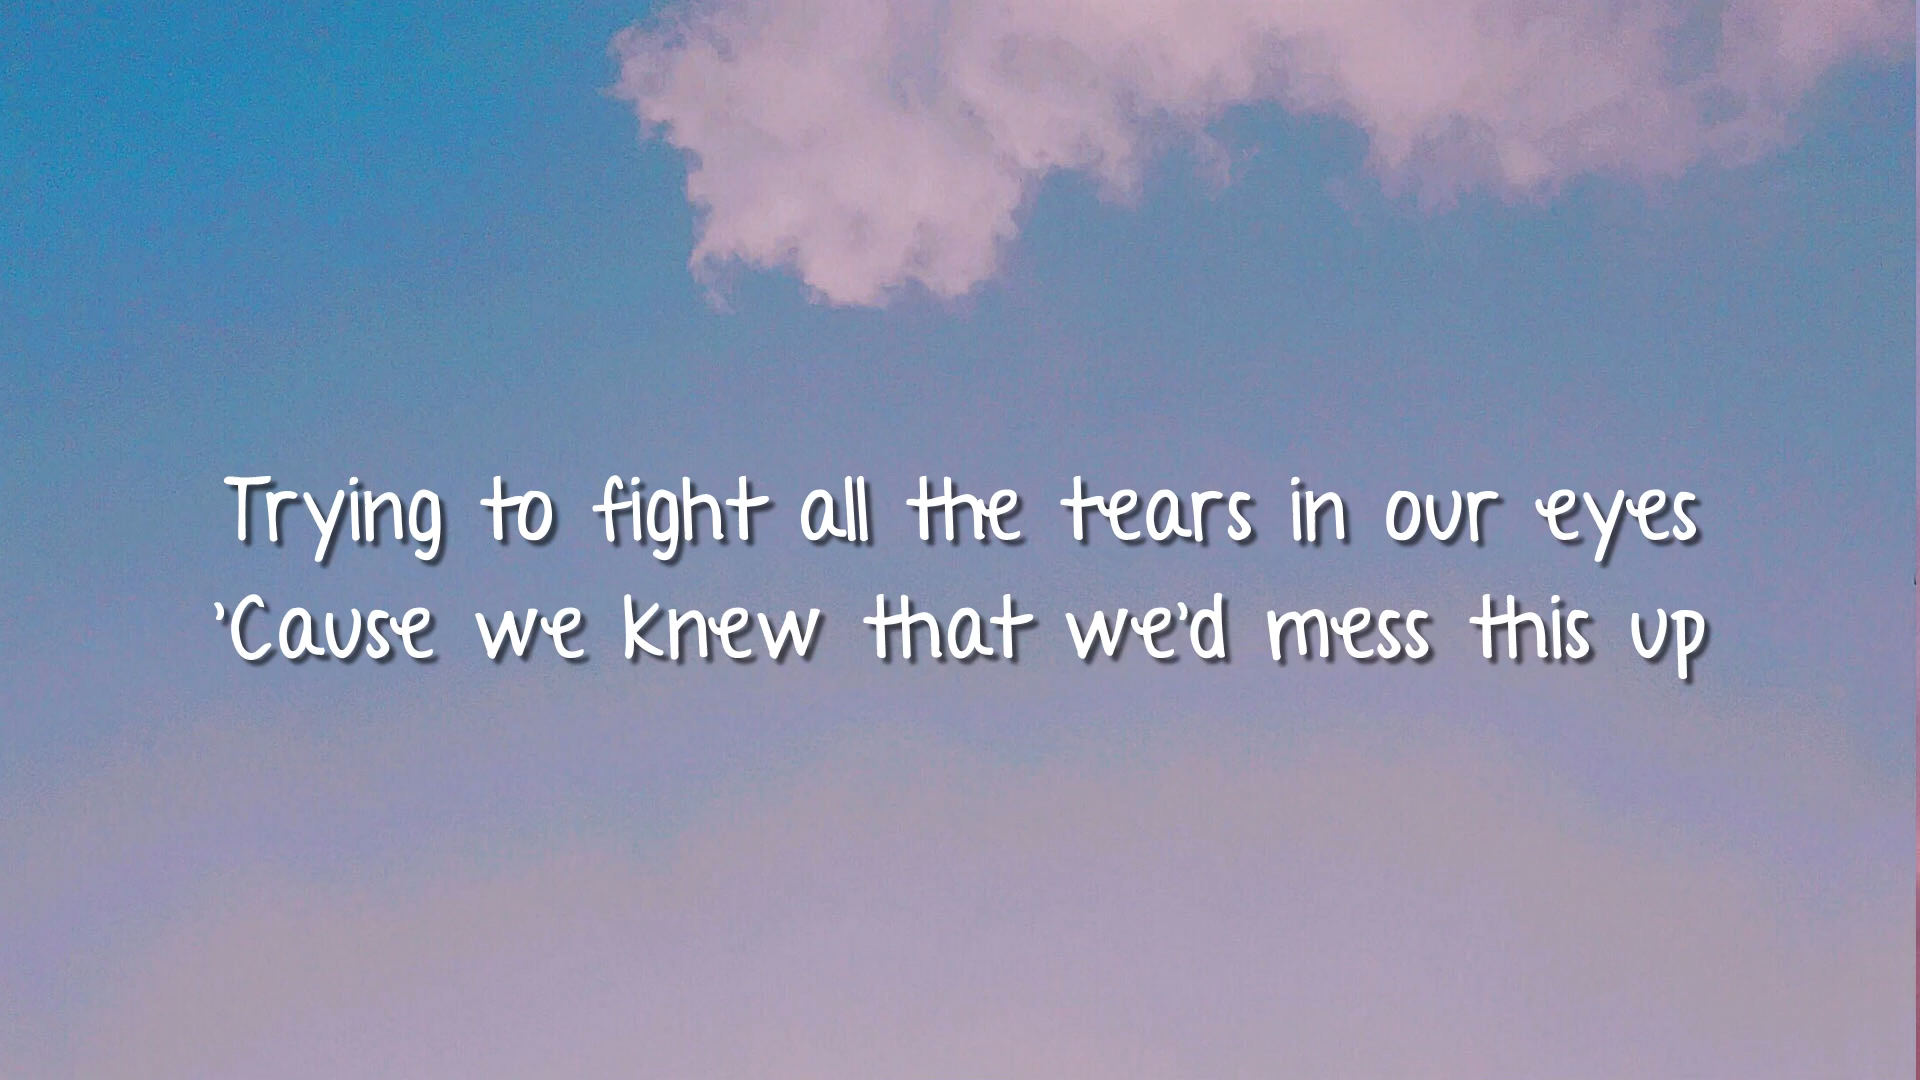 Trying to fight all the tears in our eyes
'Cause we knew that we'd mess this up